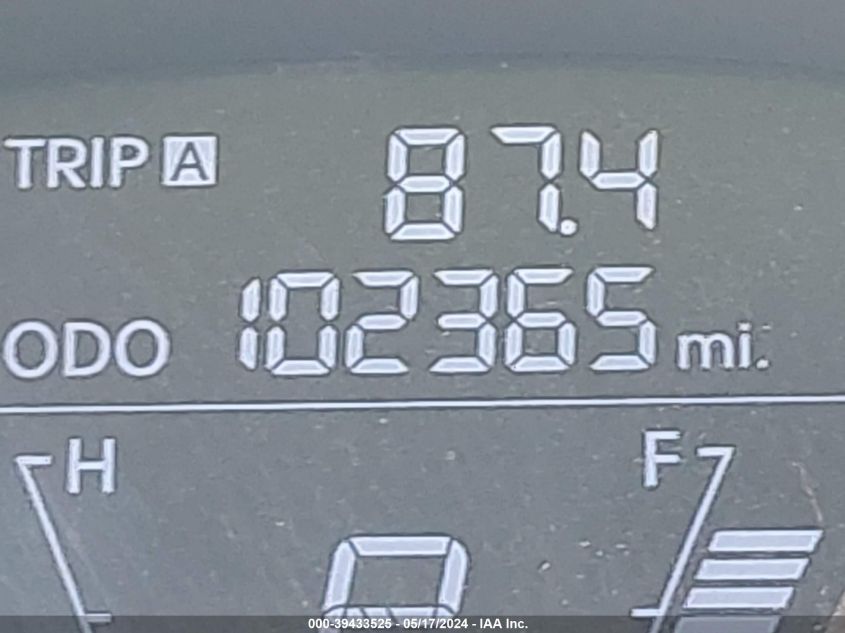 TRIP A 87.4
ODO 102365 mi.
H F
000-39433525 - 05/17/2024 - IAA Inc.